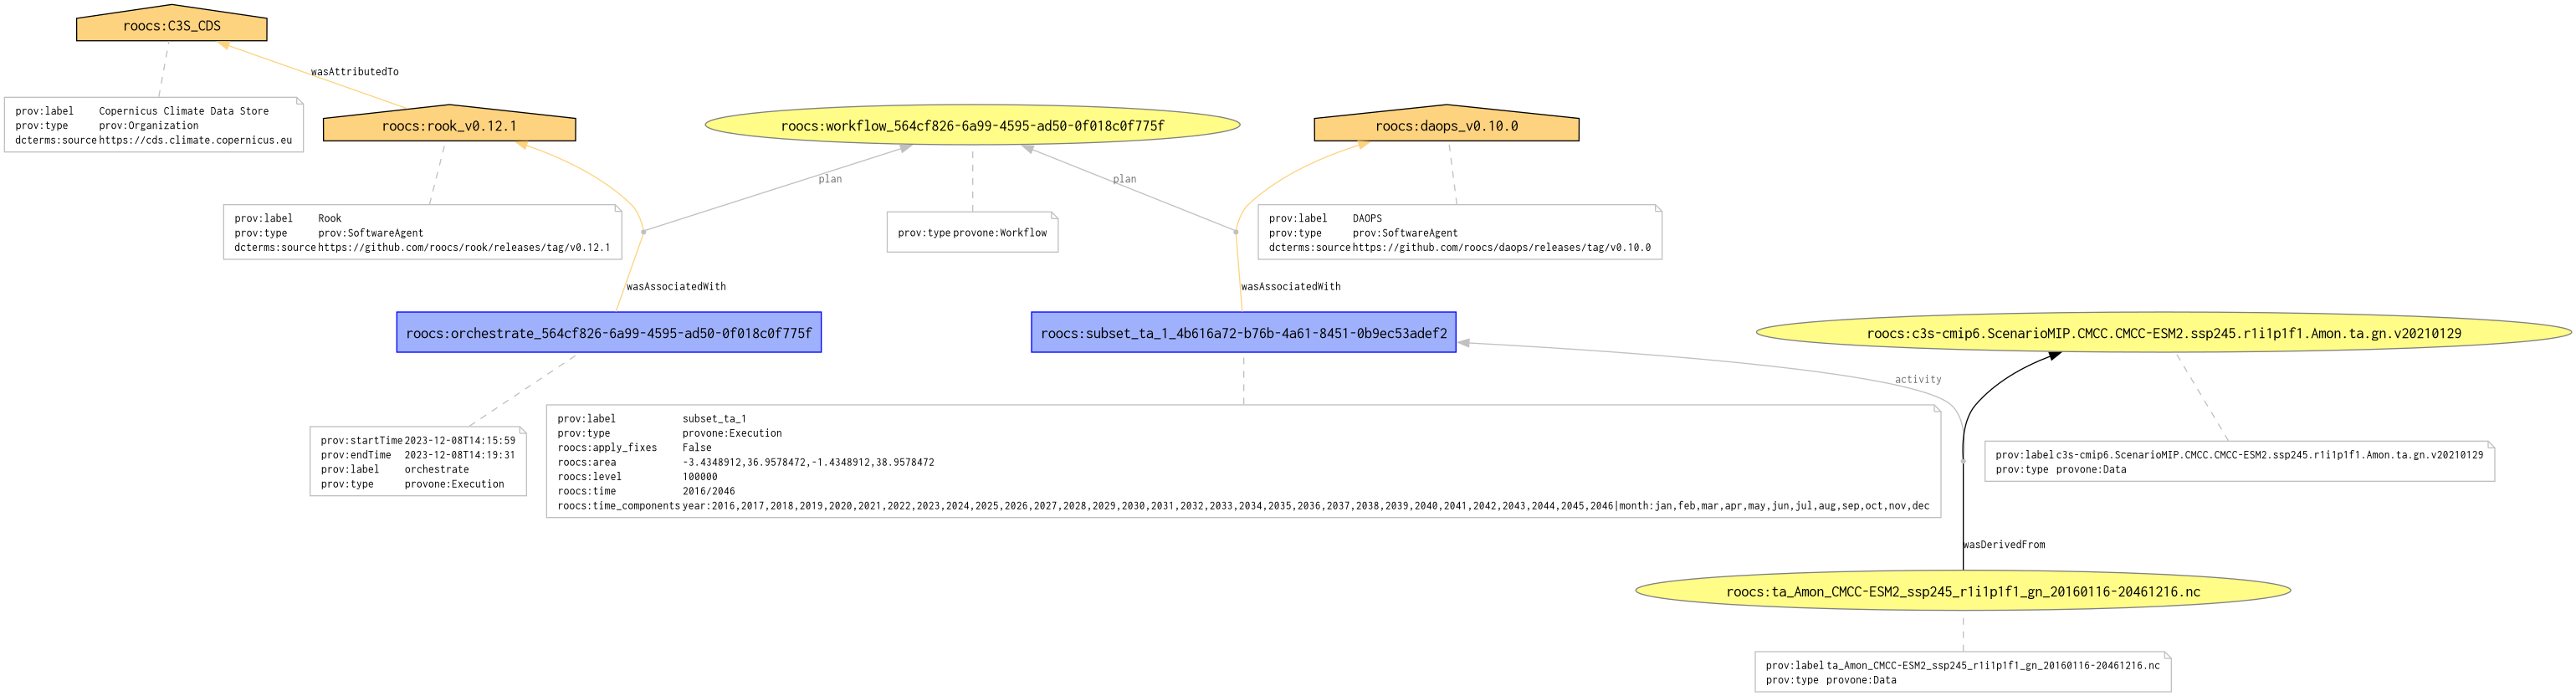 roocs:C3S_CDS
wasAttributedTo
prov:label Copernicus Climate Data Store
prov:type prov:Organization
dcterms:source https://cds.climate.copernicus.eu
roocs:rook_v0.12.1
roocs:workflow_564cf826-6a99-4595-ad50-0f018c0f775f
roocs:daops_v0.10.0
plan
plan
prov:label Rook
prov:type prov:SoftwareAgent
dcterms:source https://github.com/roocs/rook/releases/tag/v0.12.1
prov:type provone:Workflow
prov:label DAOPS
prov:type prov:SoftwareAgent
dcterms:source https://github.com/roocs/daops/releases/tag/v0.10.0
wasAssociatedWith
wasAssociatedWith
roocs:orchestrate_564cf826-6a99-4595-ad50-0f018c0f775f
roocs:subset_ta_1_4b616a72-b76b-4a61-8451-0b9ec53adef2
roocs:c3s-cmip6.ScenarioMIP.CMCC.CMCC-ESM2.ssp245.r1i1p1f1.Amon.ta.gn.v20210129
activity
prov:startTime 2023-12-08T14:15:59
prov:endTime 2023-12-08T14:19:31
prov:label orchestrate
prov:type provone:Execution
prov:label subset_ta_1
prov:type provone:Execution
roocs:apply_fixes False
roocs:area -3.4348912,36.9578472,-1.4348912,38.9578472
roocs:level 100000
roocs:time 2016/2046
roocs:time_components year:2016,2017,2018,2019,2020,2021,2022,2023,2024,2025,2026,2027,2028,2029,2030,2031,2032,2033,2034,2035,2036,2037,2038,2039,2040,2041,2042,2043,2044,2045,2046|month:jan,feb,mar,apr,may,jun,jul,aug,sep,oct,nov,dec
prov:label c3s-cmip6.ScenarioMIP.CMCC.CMCC-ESM2.ssp245.r1i1p1f1.Amon.ta.gn.v20210129
prov:type provone:Data
wasDerivedFrom
roocs:ta_Amon_CMCC-ESM2_ssp245_r1i1p1f1_gn_20160116-20461216.nc
prov:label ta_Amon_CMCC-ESM2_ssp245_r1i1p1f1_gn_20160116-20461216.nc
prov:type provone:Data